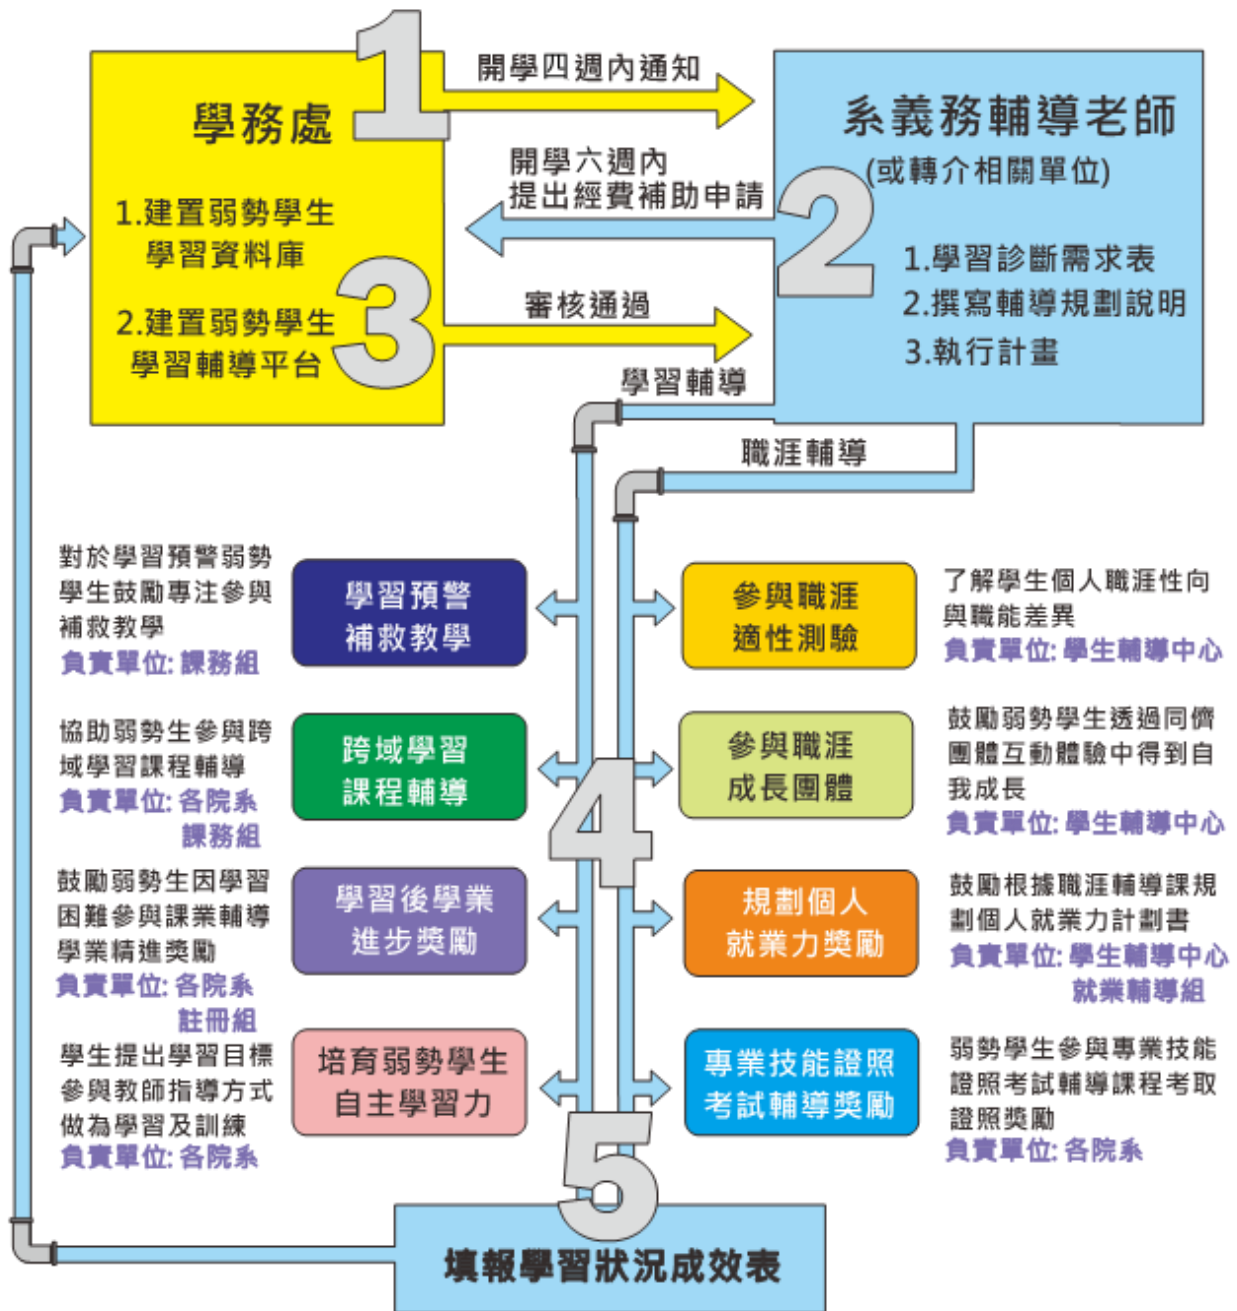 1
學務處
1.建置弱勢學生
學習資料庫
2.建置弱勢學生
學習輔導平台
開學四週內通知
開學六週內
提出經費補助申請
3
審核通過
系義務輔導老師
(或轉介相關單位)
2
1.學習診斷需求表
2.撰寫輔導規劃說明
3.執行計畫
學習輔導
職涯輔導
對於學習預警弱勢
學生鼓勵專注參與
補救教學
負責單位: 課務組
學習預警
補救教學
參與職涯
適性測驗
了解學生個人職涯性向
與職能差異
負責單位: 學生輔導中心
協助弱勢生參與跨
域學習課程輔導
負責單位: 各院系
課務組
跨域學習
課程輔導
4
參與職涯
成長團體
鼓勵弱勢學生透過同儕
團體互動體驗中得到自
我成長
負責單位: 學生輔導中心
鼓勵弱勢生因學習
困難參與課業輔導
學業精進獎勵
負責單位: 各院系
註冊組
學習後學業
進步獎勵
規劃個人
就業力獎勵
鼓勵根據職涯輔導課規
劃個人就業力計劃書
負責單位: 學生輔導中心
就業輔導組
學生提出學習目標
參與教師指導方式
做為學習及訓練
負責單位: 各院系
培育弱勢學生
自主學習力
專業技能證照
考試輔導獎勵
弱勢學生參與專業技能
證照考試輔導課程考取
證照獎勵
負責單位: 各院系
5
填報學習狀況成效表